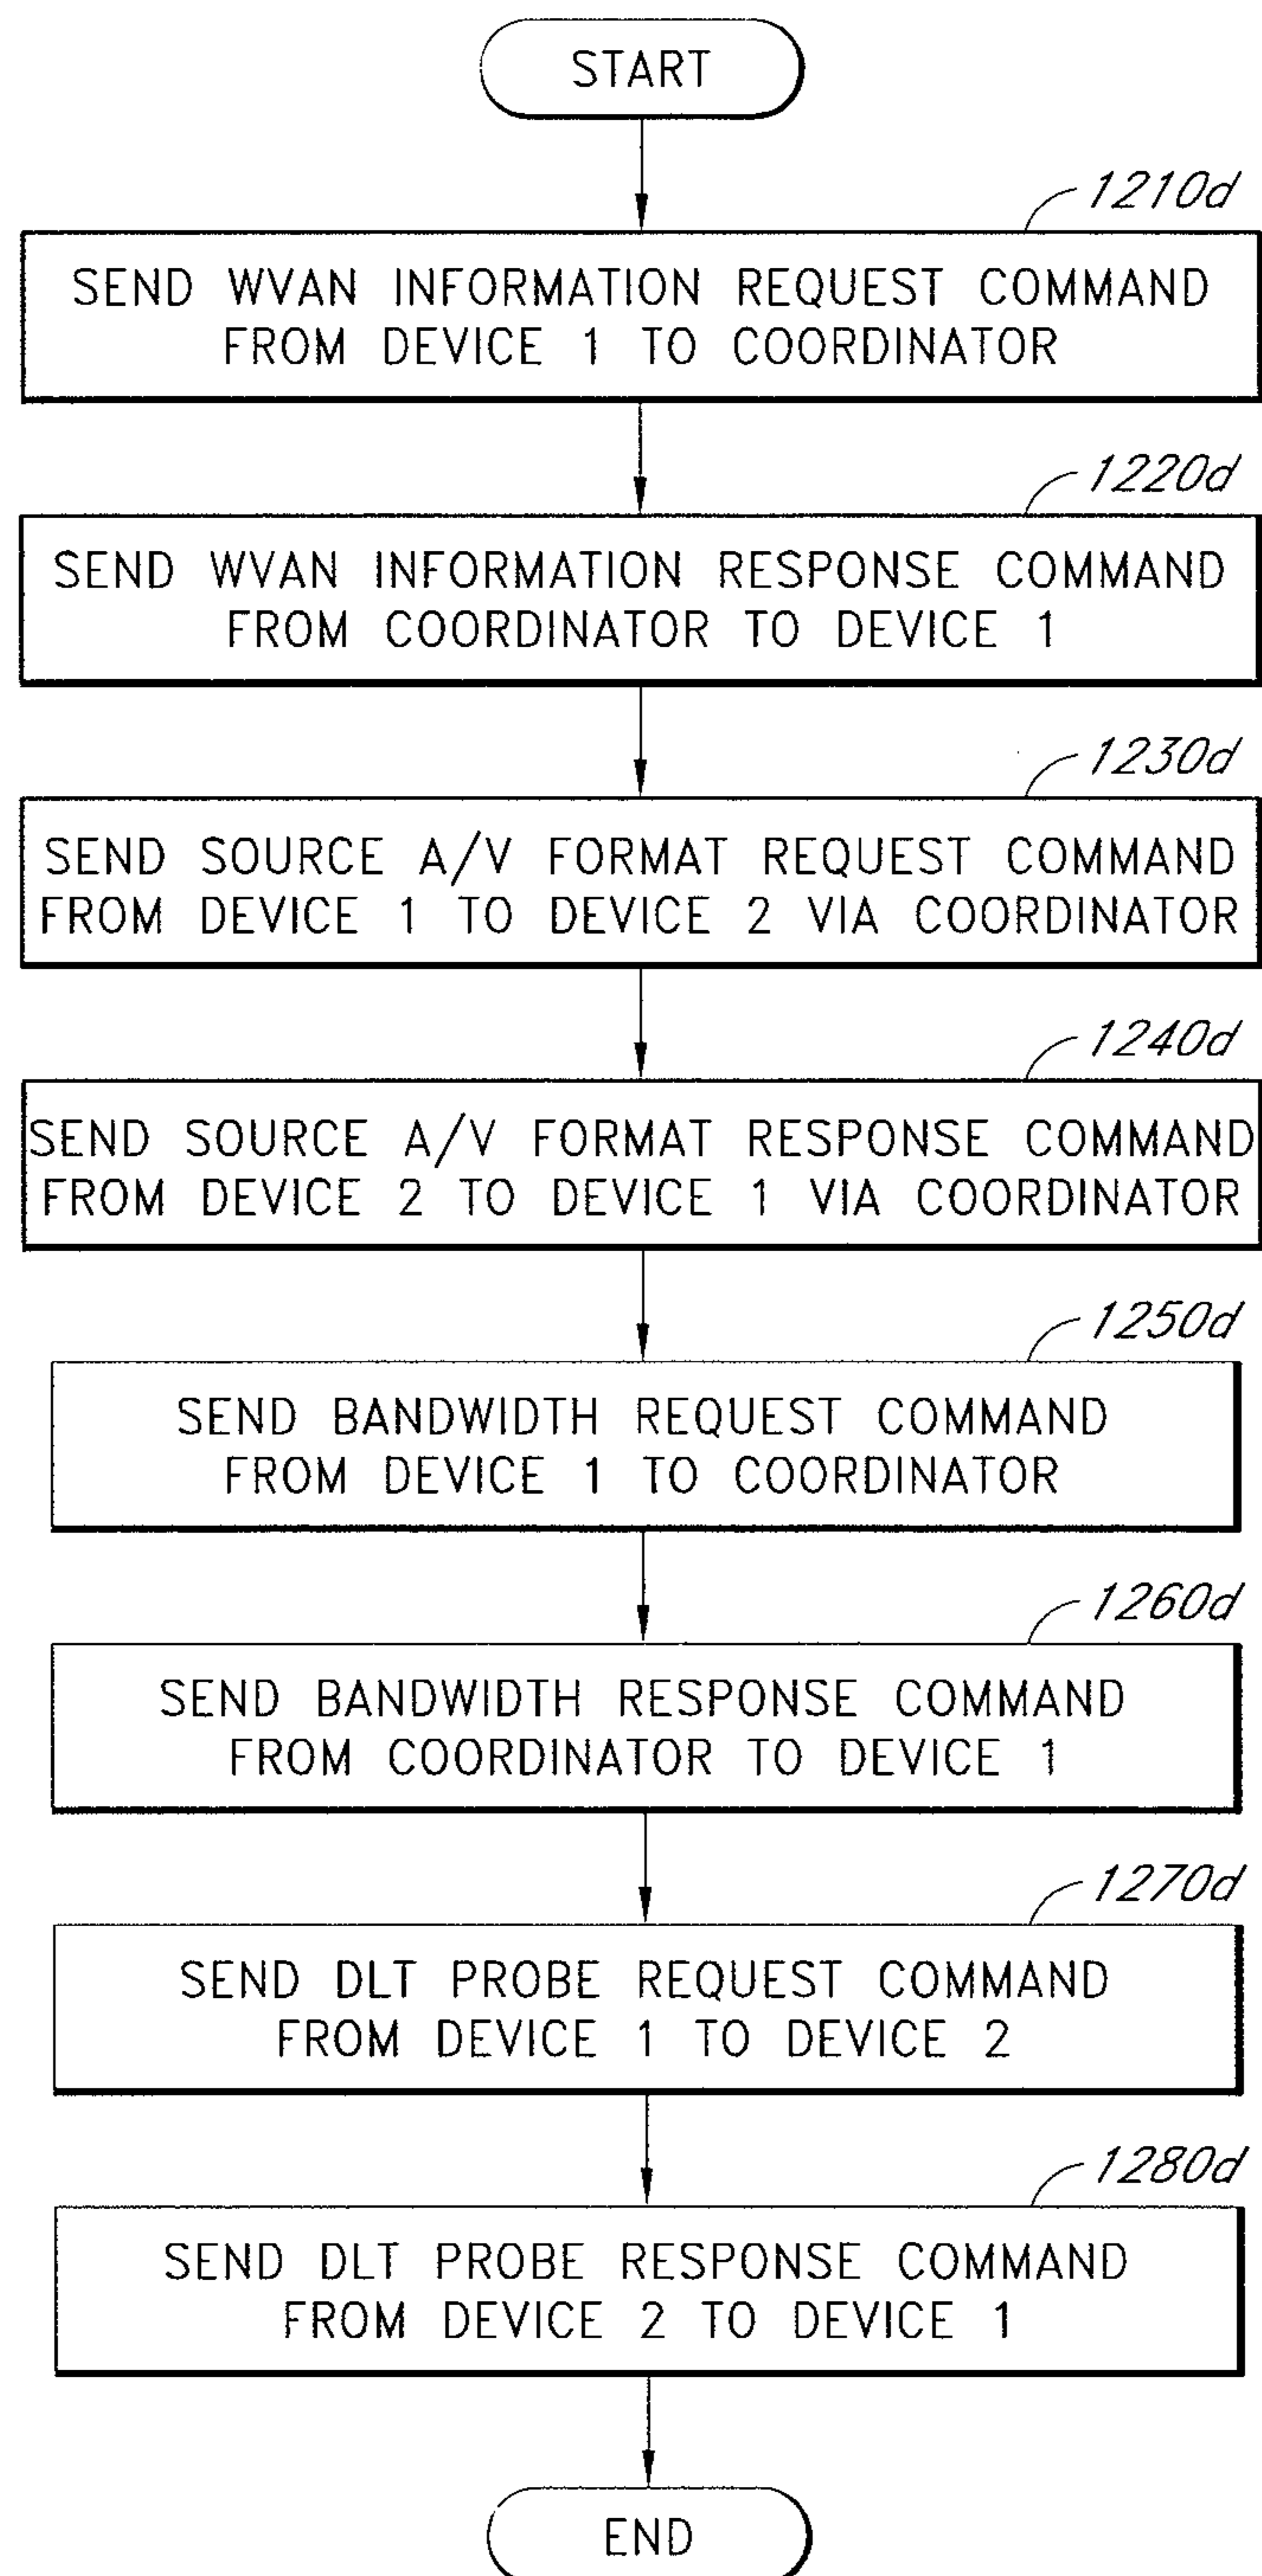 START
1210d
SEND WVAN INFORMATION REQUEST COMMAND
FROM DEVICE 1 TO COORDINATOR
1220d
SEND WVAN INFORMATION RESPONSE COMMAND
FROM COORDINATOR TO DEVICE 1
1230d
SEND SOURCE A/V FORMAT REQUEST COMMAND
FROM DEVICE 1 TO DEVICE 2 VIA COORDINATOR
1240d
SEND SOURCE A/V FORMAT RESPONSE COMMAND
FROM DEVICE 2 TO DEVICE 1 VIA COORDINATOR
1250d
SEND BANDWIDTH REQUEST COMMAND
FROM DEVICE 1 TO COORDINATOR
1260d
SEND BANDWIDTH RESPONSE COMMAND
FROM COORDINATOR TO DEVICE 1
1270d
SEND DLT PROBE REQUEST COMMAND
FROM DEVICE 1 TO DEVICE 2
1280d
SEND DLT PROBE RESPONSE COMMAND
FROM DEVICE 2 TO DEVICE 1
END